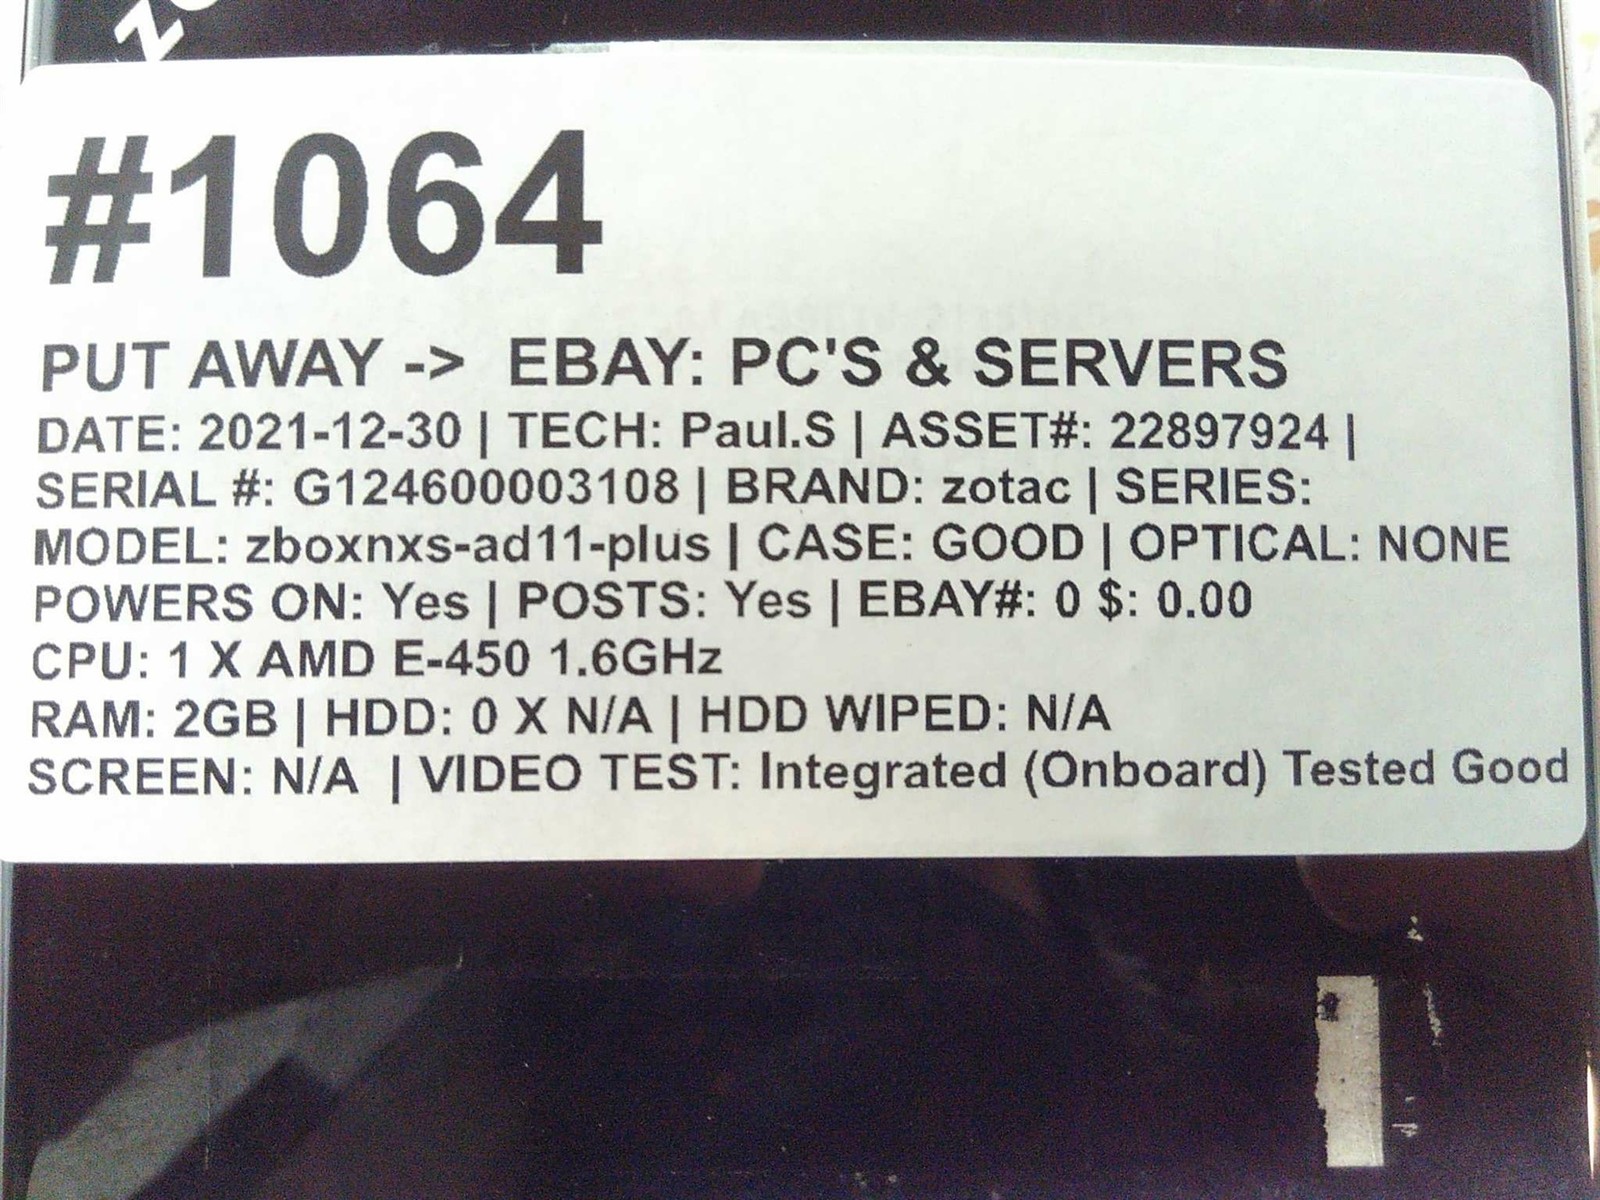 #1064
PUT AWAY -> EBAY: PC'S & SERVERS
DATE: 2021-12-30 | TECH: Paul.S | ASSET#: 22897924 |
SERIAL #: G124600003108 | BRAND: zotac | SERIES:
MODEL: zboxnxs-ad11-plus | CASE: GOOD | OPTICAL: NONE
POWERS ON: Yes | POSTS: Yes | EBAY#: 0 $: 0.00
CPU: 1 X AMD E-450 1.6GHz
RAM: 2GB | HDD: 0 X N/A | HDD WIPED: N/A
SCREEN: N/A | VIDEO TEST: Integrated (Onboard) Tested Good